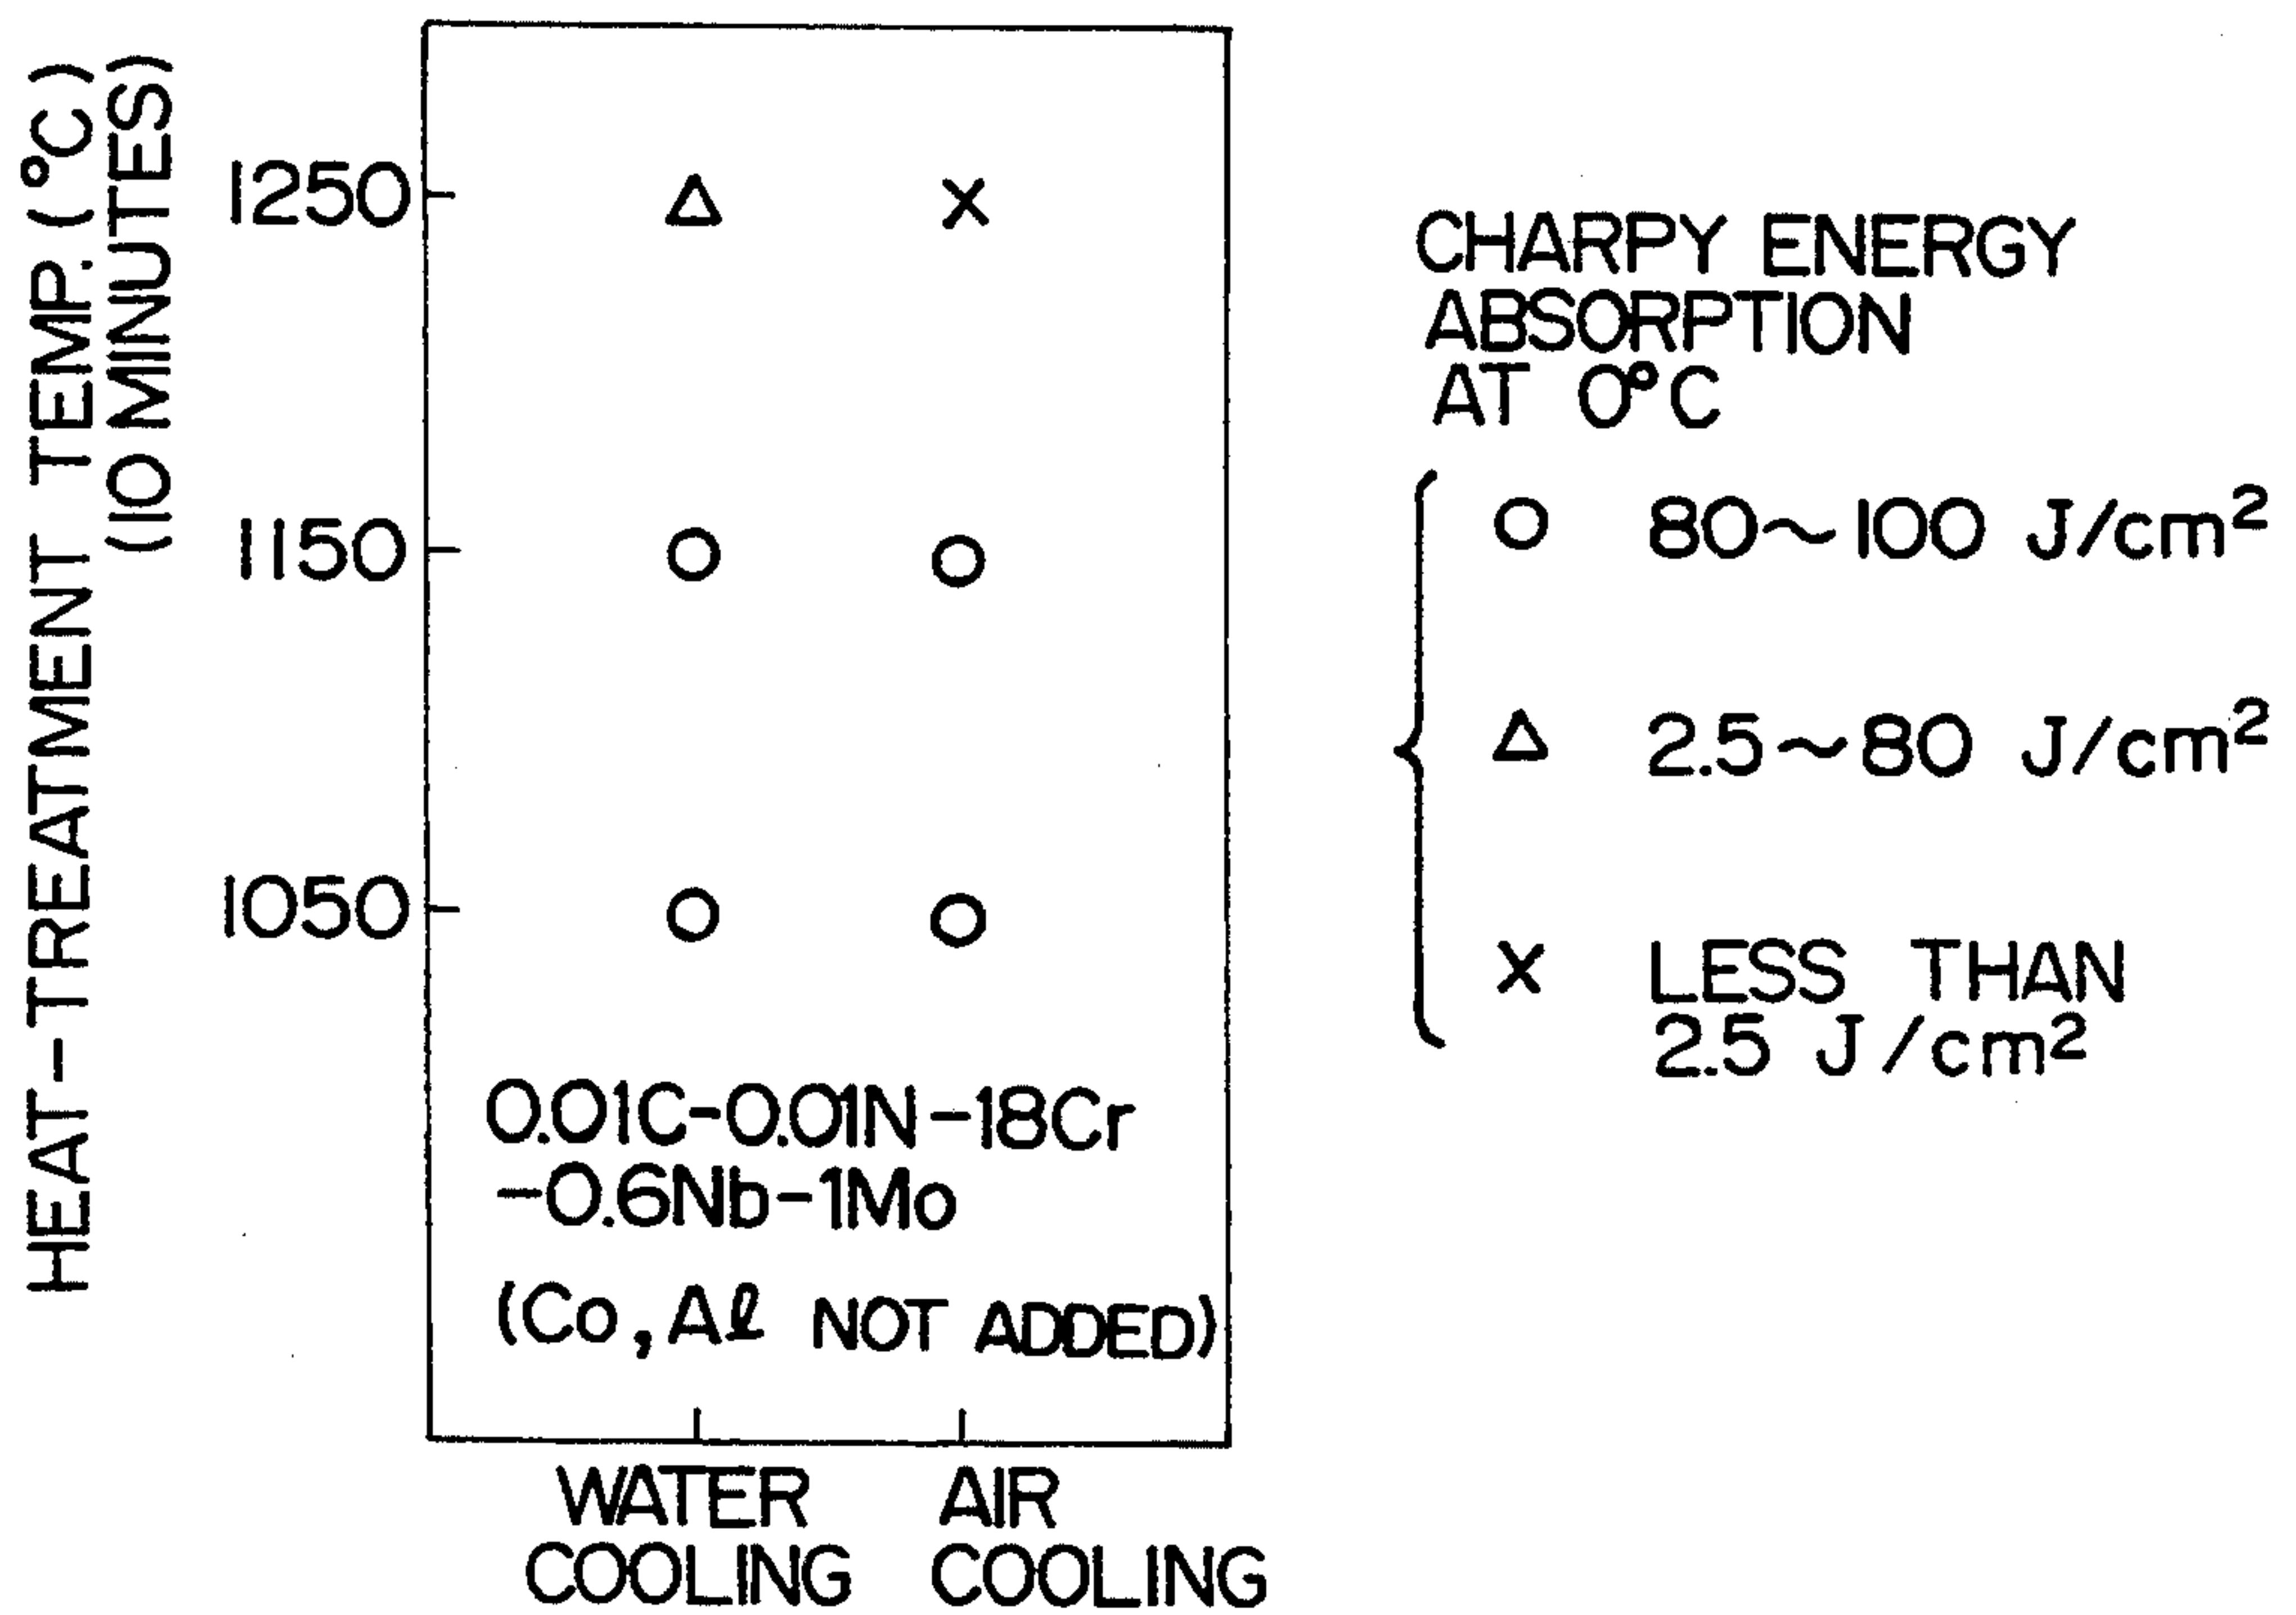 HEAT-TREATMENT TEMP. (°C)
(10 MINUTES)
1250
1150
1050
0.01C-0.01N-18Cr
-0.6Nb-1Mo
(Co, Al NOT ADDED)
WATER
COOLING
AIR
COOLING
CHARPY ENERGY
ABSORPTION
AT 0°C
○ 80~100 J/cm²
△ 2.5~80 J/cm²
× LESS THAN
2.5 J/cm²